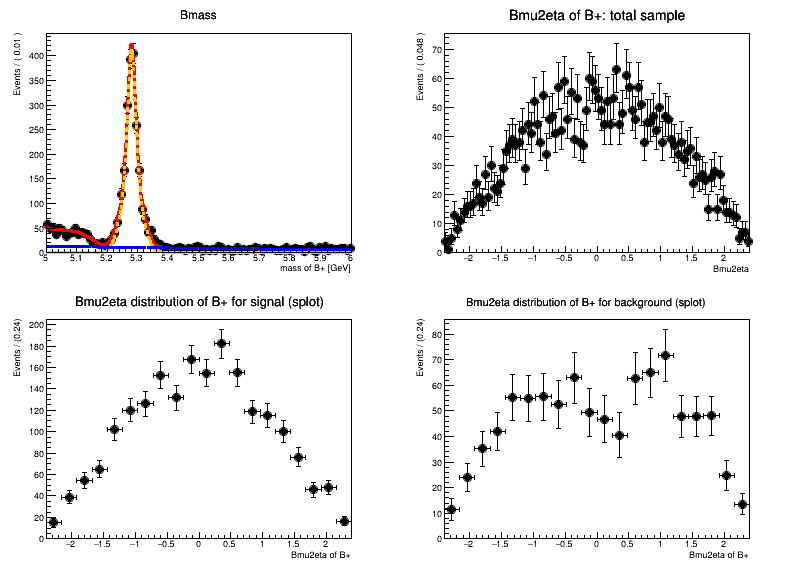 Bmass
Events / ( 0.01 )
400
350
300
250
200
150
100
50
0
5 5.1 5.2 5.3 5.4 5.5 5.6 5.7 5.8 5.9 6
mass of B+ [GeV]
Bmu2eta of B+: total sample
Events / ( 0.048 )
70
60
50
40
30
20
10
0
−2 −1.5 −1 −0.5 0 0.5 1 1.5 2
Bmu2eta
Bmu2eta distribution of B+ for signal (splot)
Events / (0.24)
200
180
160
140
120
100
80
60
40
20
0
−2 −1.5 −1 −0.5 0 0.5 1 1.5 2
Bmu2eta of B+
Bmu2eta distribution of B+ for background (splot)
Events / (0.24)
80
70
60
50
40
30
20
10
0
−2 −1.5 −1 −0.5 0 0.5 1 1.5 2
Bmu2eta of B+